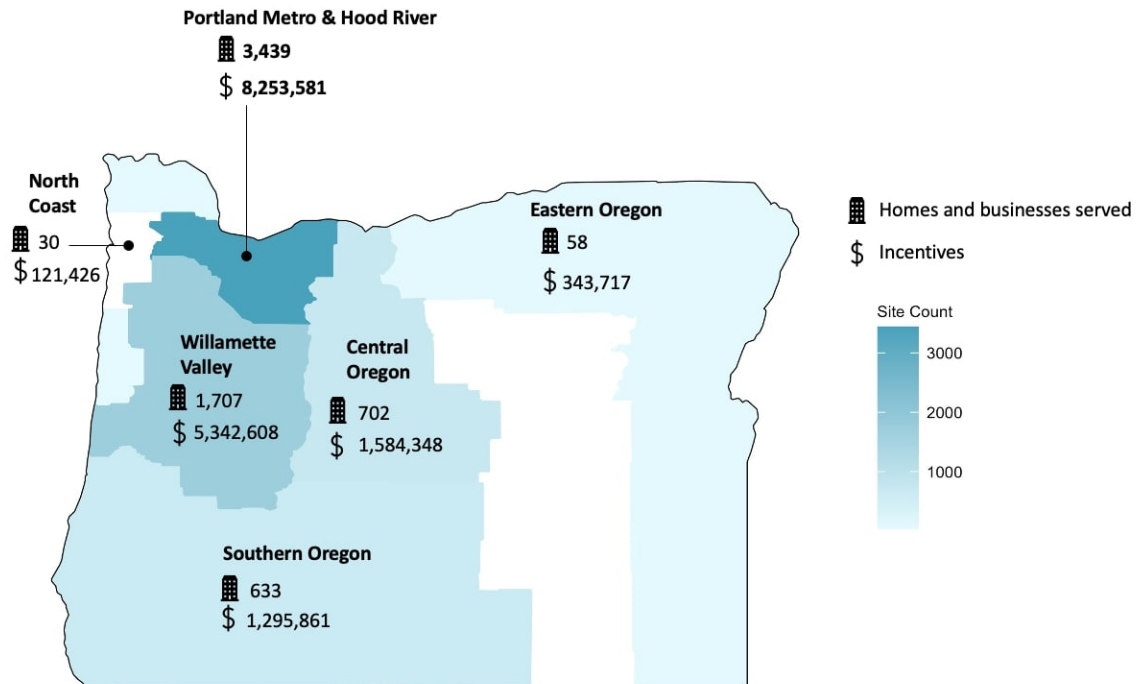 Portland Metro & Hood River
3,439
$ 8,253,581
North
Coast
30
$ 121,426
Eastern Oregon
58
$ 343,717
Homes and businesses served
$ Incentives
Site Count
3000
2000
1000
Willamette
Valley
1,707
$ 5,342,608
Central
Oregon
702
$ 1,584,348
Southern Oregon
633
$ 1,295,861